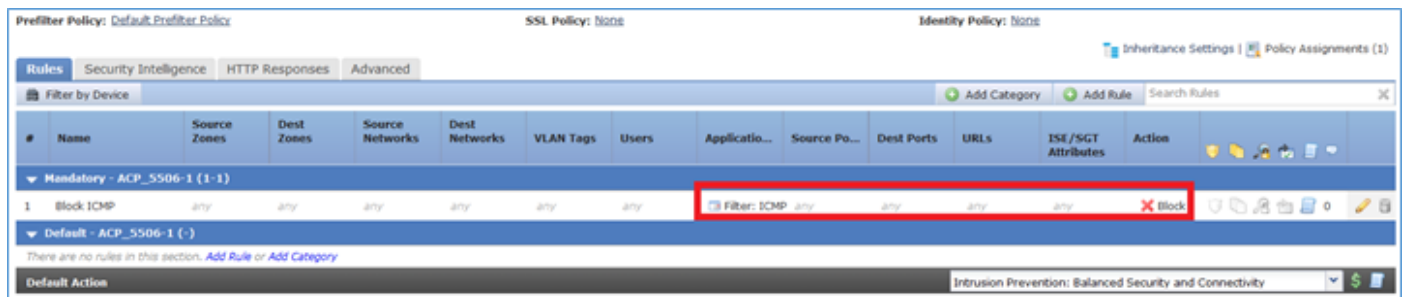 Prefilter Policy: Default Prefilter Policy SSL Policy: None Identity Policy: None
Inheritance Settings | Policy Assignments (1)
Rules Security Intelligence HTTP Responses Advanced
Filter by Device Add Category Add Rule Search Rules
# Name Source Zones Dest Zones Source Networks Dest Networks VLAN Tags Users Applicatio... Source Po... Dest Ports URLs ISE/SGT Attributes Action
Mandatory - ACP_5506-1 (1-1)
1 Block ICMP any any any any any any Filter: ICMP any any any any Block 0
Default - ACP_5506-1 (-)
There are no rules in this section. Add Rule or Add Category
Default Action Intrusion Prevention: Balanced Security and Connectivity $